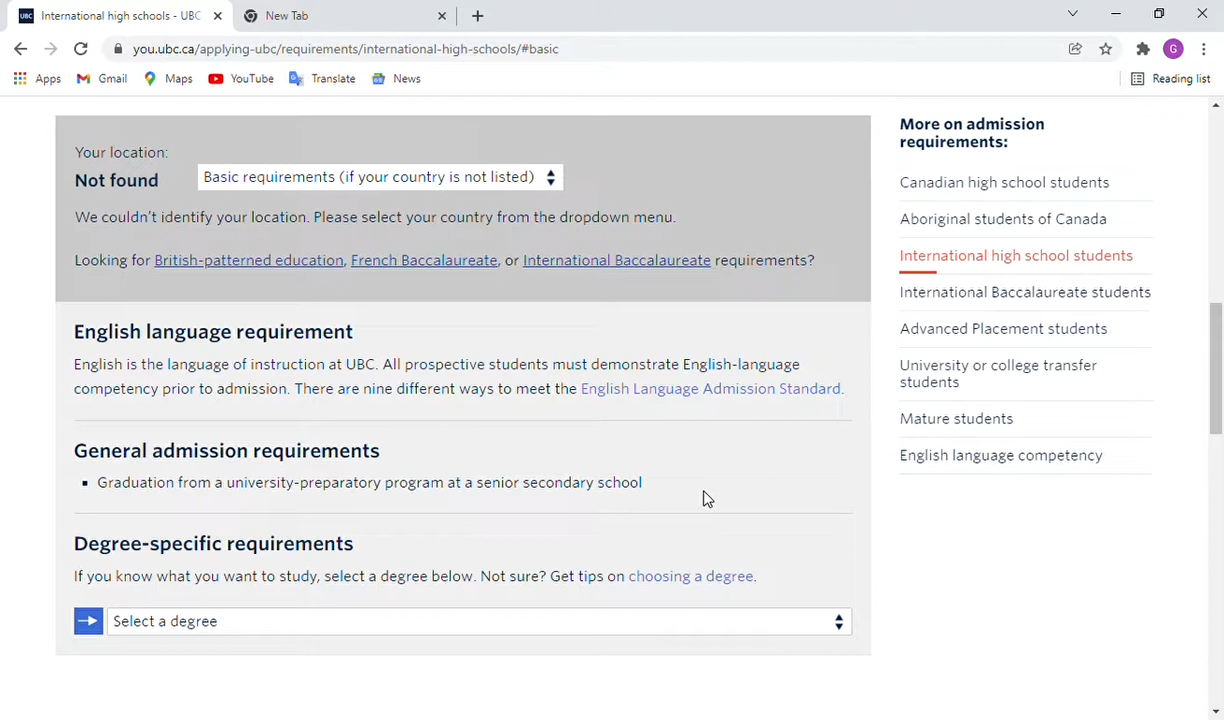 International high schools - UBC
New Tab
you.ubc.ca/applying-ubc/requirements/international-high-schools/#basic
G
Apps
Gmail
Maps
YouTube
Translate
News
Reading list
Your location:
Not found
Basic requirements (if your country is not listed)
We couldn't identify your location. Please select your country from the dropdown menu.
Looking for British-patterned education, French Baccalaureate, or International Baccalaureate requirements?
English language requirement
English is the language of instruction at UBC. All prospective students must demonstrate English-language
competency prior to admission. There are nine different ways to meet the English Language Admission Standard.
General admission requirements
Graduation from a university-preparatory program at a senior secondary school
Degree-specific requirements
If you know what you want to study, select a degree below. Not sure? Get tips on choosing a degree.
Select a degree
More on admission
requirements:
Canadian high school students
Aboriginal students of Canada
International high school students
International Baccalaureate students
Advanced Placement students
University or college transfer
students
Mature students
English language competency